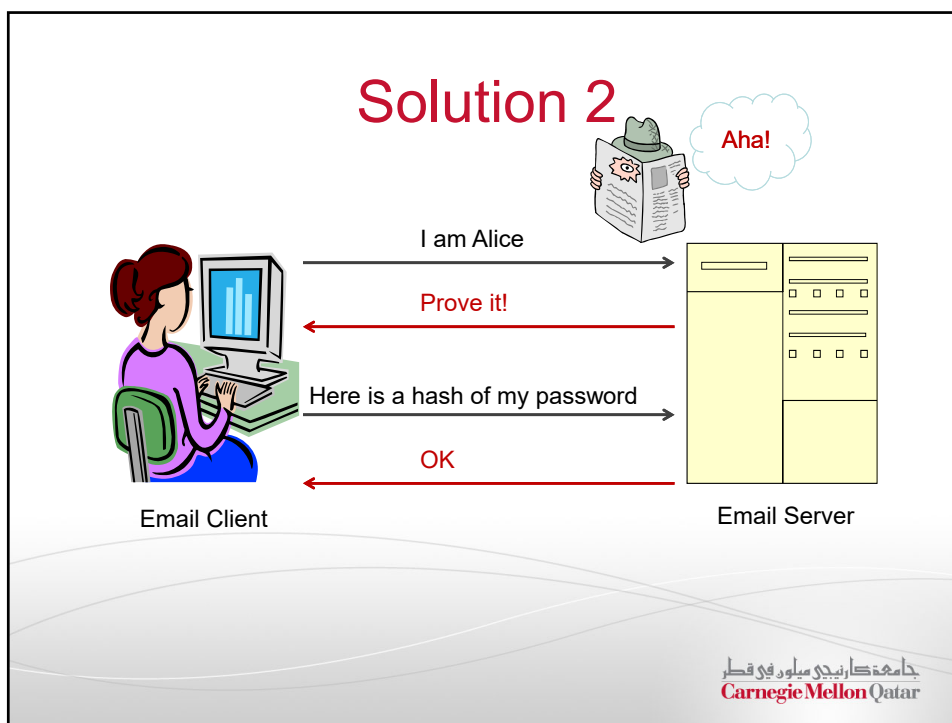 Solution 2
Aha!
I am Alice
Prove it!
Here is a hash of my password
OK
Email Client
Email Server
جامعة كارنيجي ميلون في قطر
Carnegie Mellon Qatar